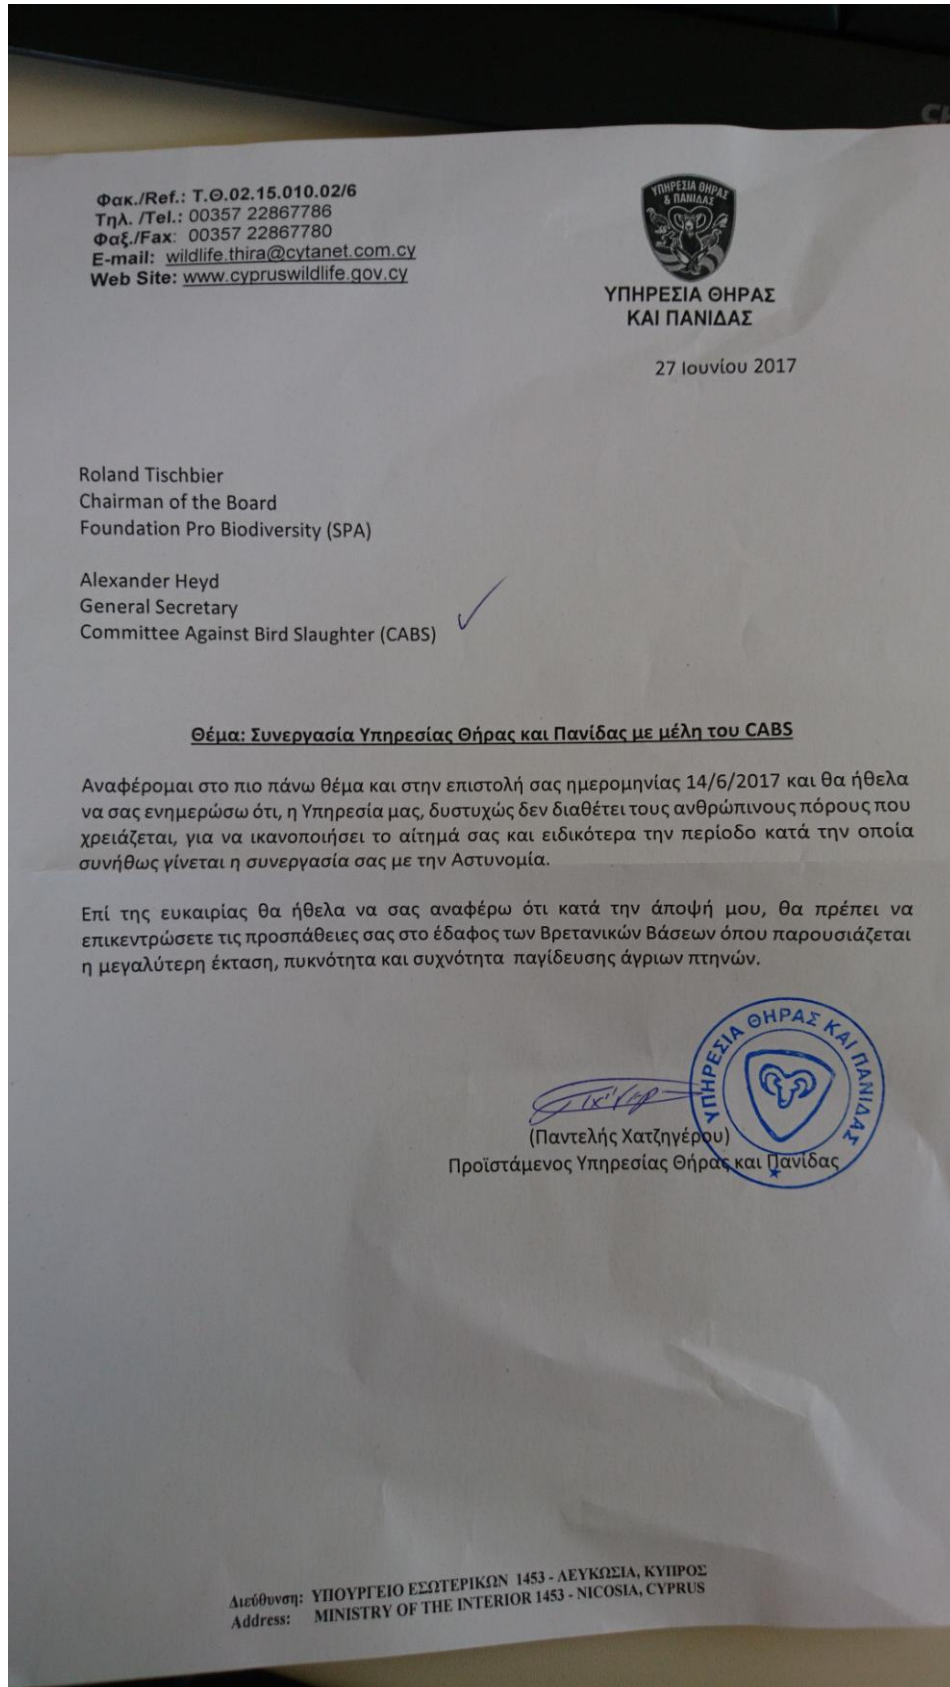 CH
Φακ./Ref.: Τ.Θ.02.15.010.02/6
Τηλ. /Tel.: 00357 22867786
Φαξ./Fax: 00357 22867780
E-mail: wildlife.thira@cytanet.com.cy
Web Site: www.cypruswildlife.gov.cy
ΥΠΗΡΕΣΙΑ ΘΗΡΑΣ
& ΠΑΝΙΔΑΣ
ΥΠΗΡΕΣΙΑ ΘΗΡΑΣ
ΚΑΙ ΠΑΝΙΔΑΣ
27 Ιουνίου 2017
Roland Tischbier
Chairman of the Board
Foundation Pro Biodiversity (SPA)
Alexander Heyd
General Secretary
Committee Against Bird Slaughter (CABS)
Θέμα: Συνεργασία Υπηρεσίας Θήρας και Πανίδας με μέλη του CABS
Αναφέρομαι στο πιο πάνω θέμα και στην επιστολή σας ημερομηνίας 14/6/2017 και θα ήθελα
να σας ενημερώσω ότι, η Υπηρεσία μας, δυστυχώς δεν διαθέτει τους ανθρώπινους πόρους που
χρειάζεται, για να ικανοποιήσει το αίτημά σας και ειδικότερα την περίοδο κατά την οποία
συνήθως γίνεται η συνεργασία σας με την Αστυνομία.
Επί της ευκαιρίας θα ήθελα να σας αναφέρω ότι κατά την άποψή μου, θα πρέπει να
επικεντρώσετε τις προσπάθειες σας στο έδαφος των Βρετανικών Βάσεων όπου παρουσιάζεται
η μεγαλύτερη έκταση, πυκνότητα και συχνότητα παγίδευσης άγριων πτηνών.
ΥΠΗΡΕΣΙΑ ΘΗΡΑΣ ΚΑΙ ΠΑΝΙΔΑΣ
(Παντελής Χατζηγέρου)
Προϊστάμενος Υπηρεσίας Θήρας και Πανίδας
Διεύθυνση: ΥΠΟΥΡΓΕΙΟ ΕΣΩΤΕΡΙΚΩΝ 1453 - ΛΕΥΚΩΣΙΑ, ΚΥΠΡΟΣ
Address: MINISTRY OF THE INTERIOR 1453 - NICOSIA, CYPRUS